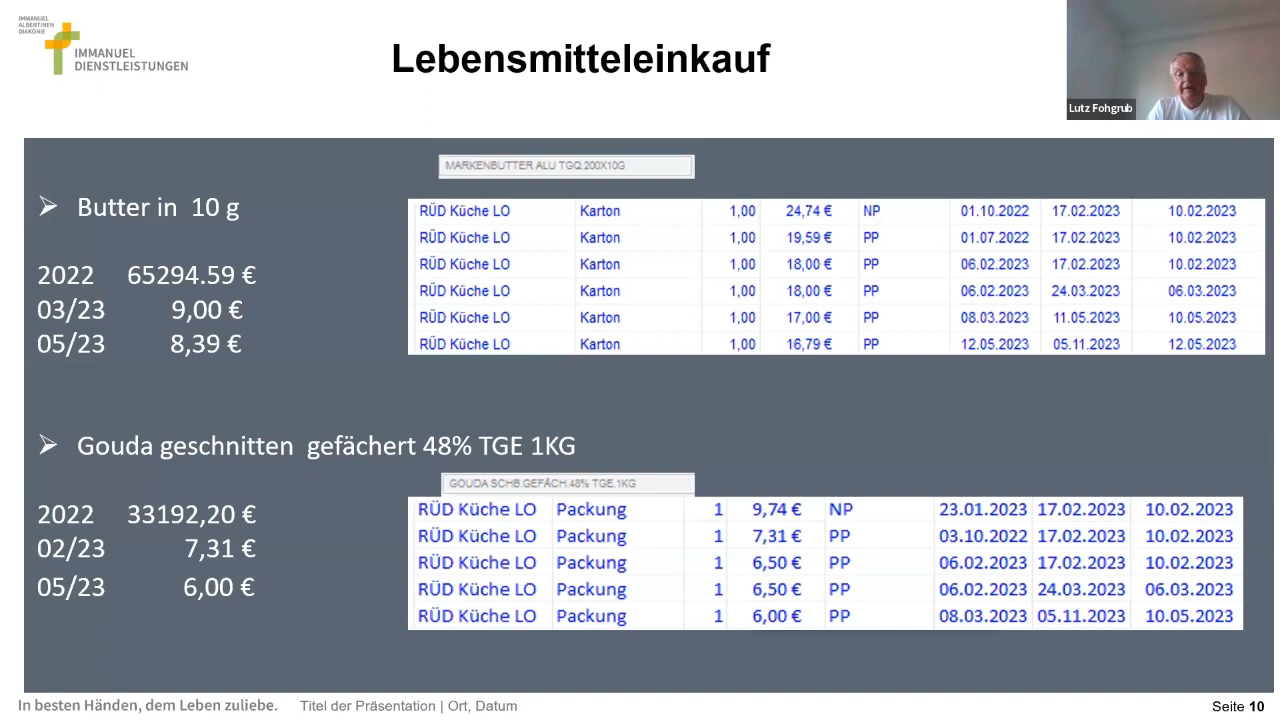 IMMANUEL
ALBERTINEN
DIAKONIE
IMMANUEL
DIENSTLEISTUNGEN
Lebensmitteleinkauf
Lutz Fohgrub
MARKENBUTTER ALU TGQ.200X10G
Butter in 10 g
RÜD Küche LO Karton 1,00 24,74 € NP 01.10.2022 17.02.2023 10.02.2023
RÜD Küche LO Karton 1,00 19,59 € PP 01.07.2022 17.02.2023 10.02.2023
RÜD Küche LO Karton 1,00 18,00 € PP 06.02.2023 17.02.2023 10.02.2023
RÜD Küche LO Karton 1,00 18,00 € PP 06.02.2023 24.03.2023 06.03.2023
RÜD Küche LO Karton 1,00 17,00 € PP 08.03.2023 11.05.2023 10.05.2023
RÜD Küche LO Karton 1,00 16,79 € PP 12.05.2023 05.11.2023 12.05.2023
2022 65294.59 €
03/23 9,00 €
05/23 8,39 €
Gouda geschnitten gefächert 48% TGE 1KG
GOUDA SCHB.GEFÄCH.48% TGE.1KG
RÜD Küche LO Packung 1 9,74 € NP 23.01.2023 17.02.2023 10.02.2023
RÜD Küche LO Packung 1 7,31 € PP 03.10.2022 17.02.2023 10.02.2023
RÜD Küche LO Packung 1 6,50 € PP 06.02.2023 17.02.2023 10.02.2023
RÜD Küche LO Packung 1 6,50 € PP 06.02.2023 24.03.2023 06.03.2023
RÜD Küche LO Packung 1 6,00 € PP 08.03.2023 05.11.2023 10.05.2023
2022 33192,20 €
02/23 7,31 €
05/23 6,00 €
In besten Händen, dem Leben zuliebe.
Titel der Präsentation | Ort, Datum
Seite 10